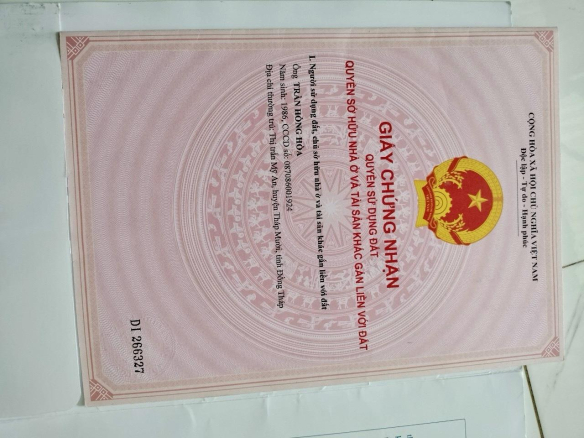 CỘNG HÒA XÃ HỘI CHỦ NGHĨA VIỆT NAM
Độc lập - Tự do - Hạnh phúc
GIẤY CHỨNG NHẬN
QUYỀN SỬ DỤNG ĐẤT
QUYỀN SỞ HỮU NHÀ Ở VÀ TÀI SẢN KHÁC GẮN LIỀN VỚI ĐẤT
I. Người sử dụng đất, chủ sở hữu nhà ở và tài sản khác gắn liền với đất
Ông TRẦN HỒNG HÒA
Năm sinh: 1986, CCCD số: 087086001924
Địa chỉ thường trú: Thị trấn Mỹ An, huyện Tháp Mười, tỉnh Đồng Tháp
DI 266327